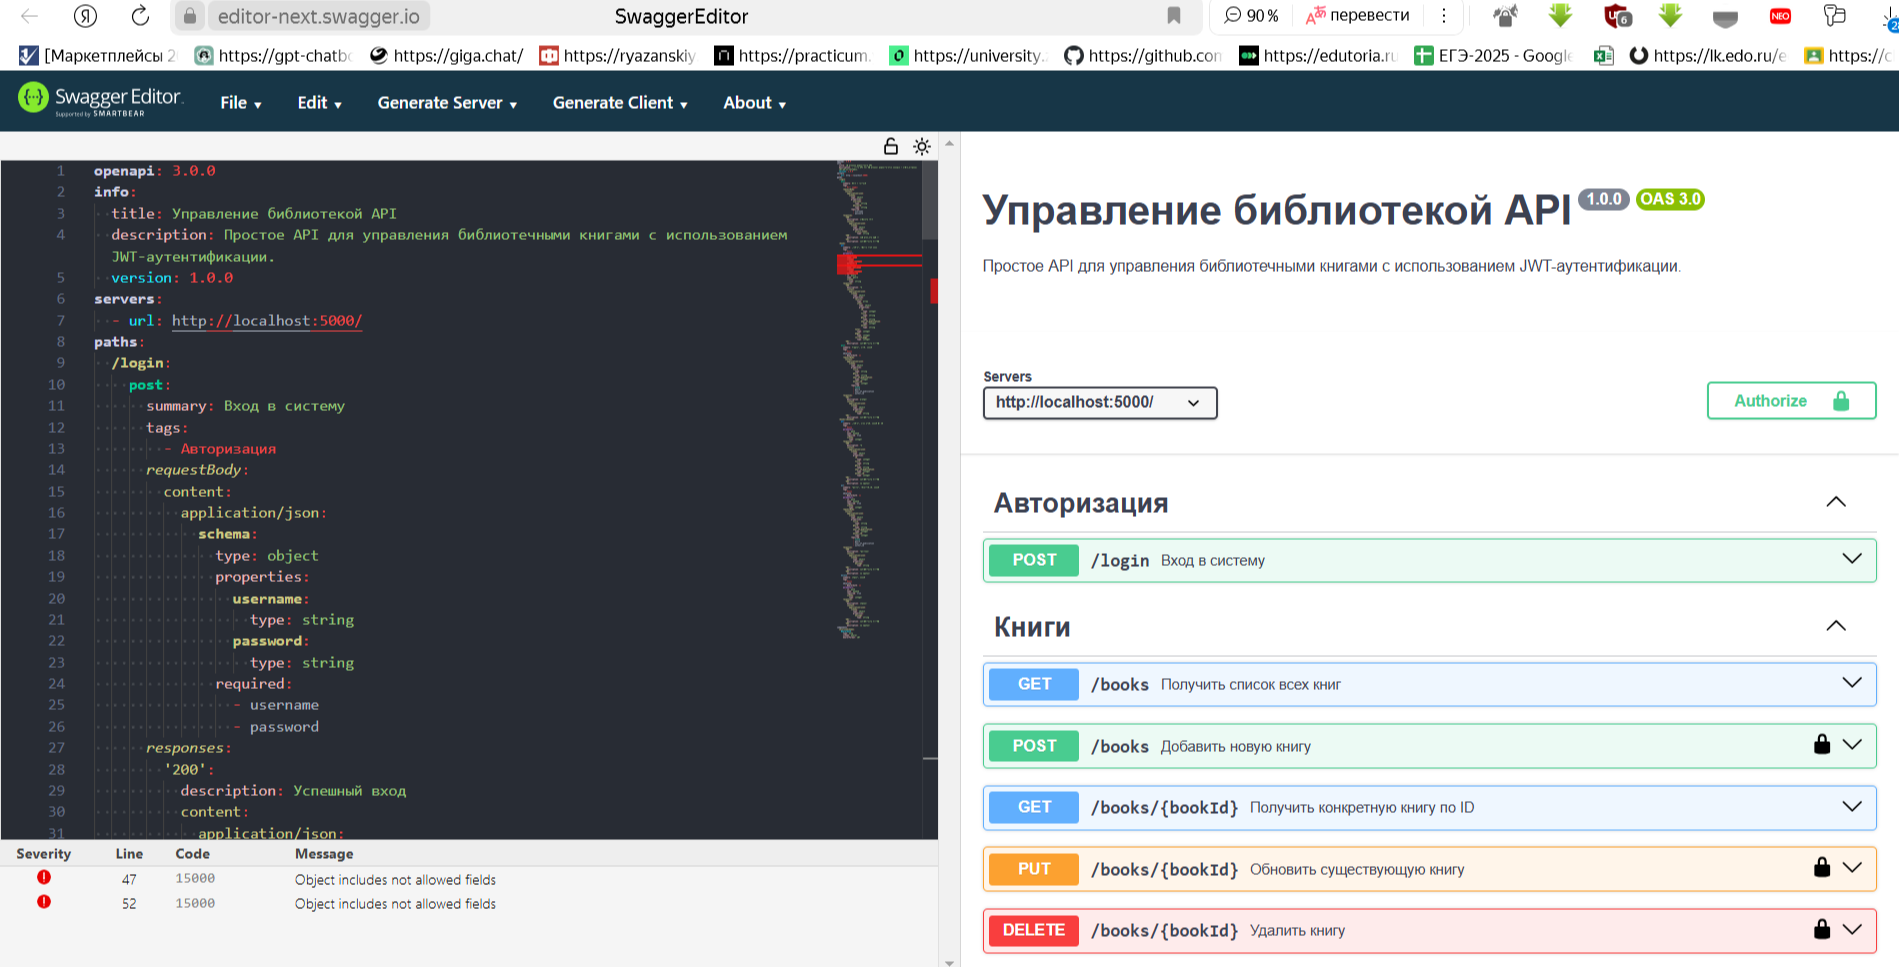 editor-next.swagger.io
SwaggerEditor
90 %
перевести
6
NEO
2
[Маркетплейсы 2
https://gpt-chatbo
https://giga.chat/
https://ryazanskiy
https://practicum.
https://university.
https://github.com
https://edutoria.ru
ЕГЭ-2025 - Google
https://lk.edo.ru/e
https://c
Swagger Editor.
Supported by SMARTBEAR
File
Edit
Generate Server
Generate Client
About
1 openapi: 3.0.0
2 info:
3 title: Управление библиотекой API
4 description: Простое API для управления библиотечными книгами с использованием
JWT-аутентификации.
5 version: 1.0.0
6 servers:
7 - url: http://localhost:5000/
8 paths:
9 /login:
10 post:
11 summary: Вход в систему
12 tags:
13 - Авторизация
14 requestBody:
15 content:
16 application/json:
17 schema:
18 type: object
19 properties:
20 username:
21 type: string
22 password:
23 type: string
24 required:
25 - username
26 - password
27 responses:
28 '200':
29 description: Успешный вход
30 content:
31 application/json:
Severity Line Code Message
47 15000 Object includes not allowed fields
52 15000 Object includes not allowed fields
Управление библиотекой API 1.0.0 OAS 3.0
Простое API для управления библиотечными книгами с использованием JWT-аутентификации.
Servers
http://localhost:5000/
Authorize
Авторизация
POST /login Вход в систему
Книги
GET /books Получить список всех книг
POST /books Добавить новую книгу
GET /books/{bookId} Получить конкретную книгу по ID
PUT /books/{bookId} Обновить существующую книгу
DELETE /books/{bookId} Удалить книгу